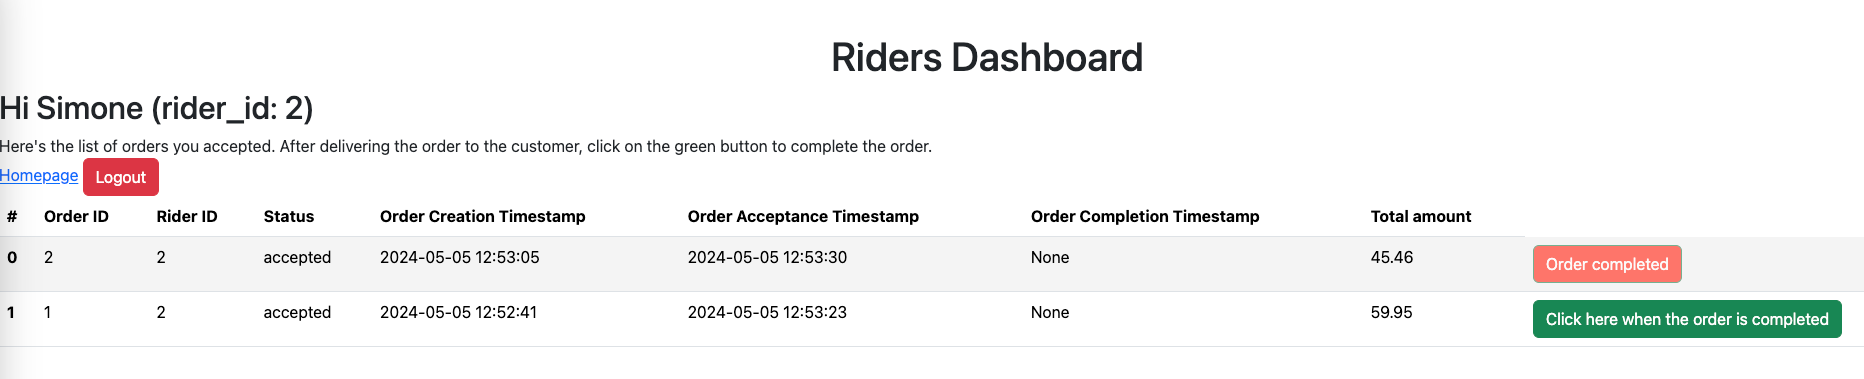 Riders Dashboard
Hi Simone (rider_id: 2)
Here's the list of orders you accepted. After delivering the order to the customer, click on the green button to complete the order.
Homepage Logout
# Order ID Rider ID Status Order Creation Timestamp Order Acceptance Timestamp Order Completion Timestamp Total amount
0 2 2 accepted 2024-05-05 12:53:05 2024-05-05 12:53:30 None 45.46 Order completed
1 1 2 accepted 2024-05-05 12:52:41 2024-05-05 12:53:23 None 59.95 Click here when the order is completed